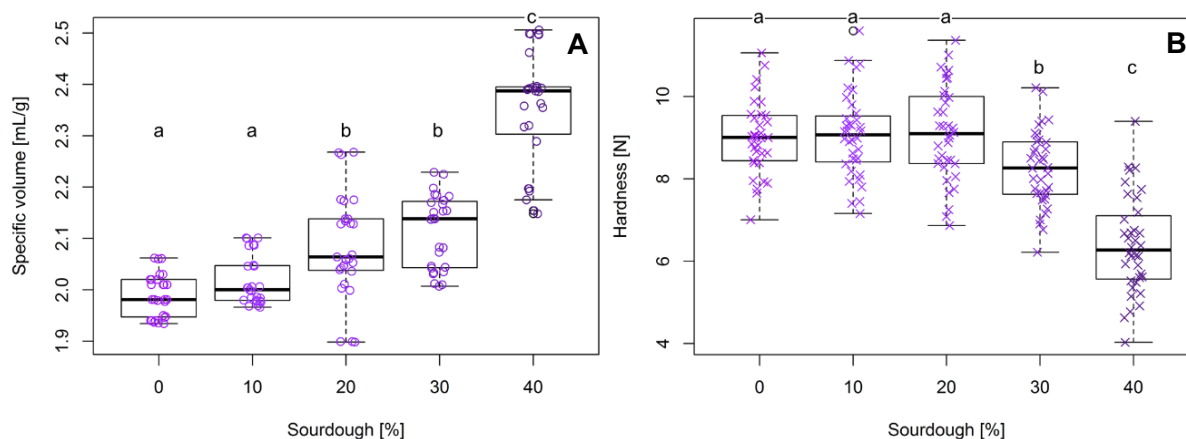 A
Specific volume [mL/g]
2.5
2.4
2.3
2.2
2.1
2.0
1.9
a
a
b
b
c
0 10 20 30 40
Sourdough [%]
B
Hardness [N]
10
8
6
4
a
a
a
b
c
0 10 20 30 40
Sourdough [%]